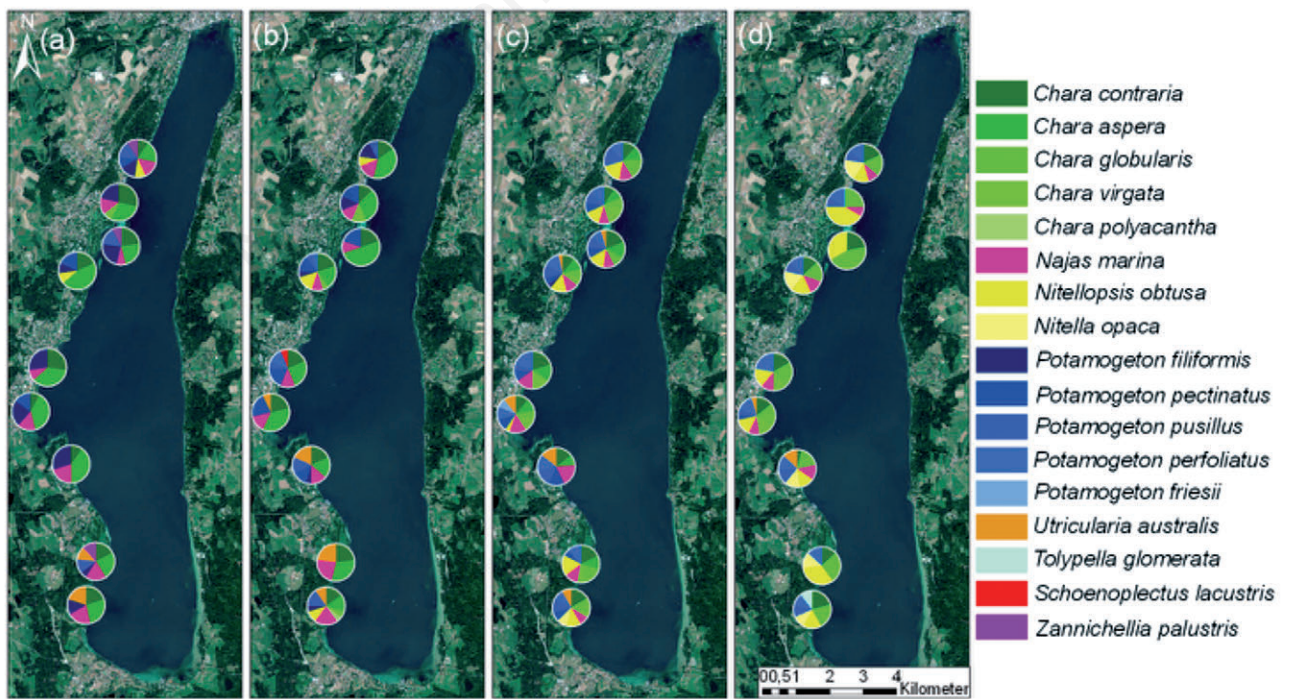 N
(a)
(b)
(c)
(d)
Chara contraria
Chara aspera
Chara globularis
Chara virgata
Chara polyacantha
Najas marina
Nitellopsis obtusa
Nitella opaca
Potamogeton filiformis
Potamogeton pectinatus
Potamogeton pusillus
Potamogeton perfoliatus
Potamogeton friesii
Utricularia australis
Tolypella glomerata
Schoenoplectus lacustris
Zannichellia palustris
00,51 2 3 4
Kilometer